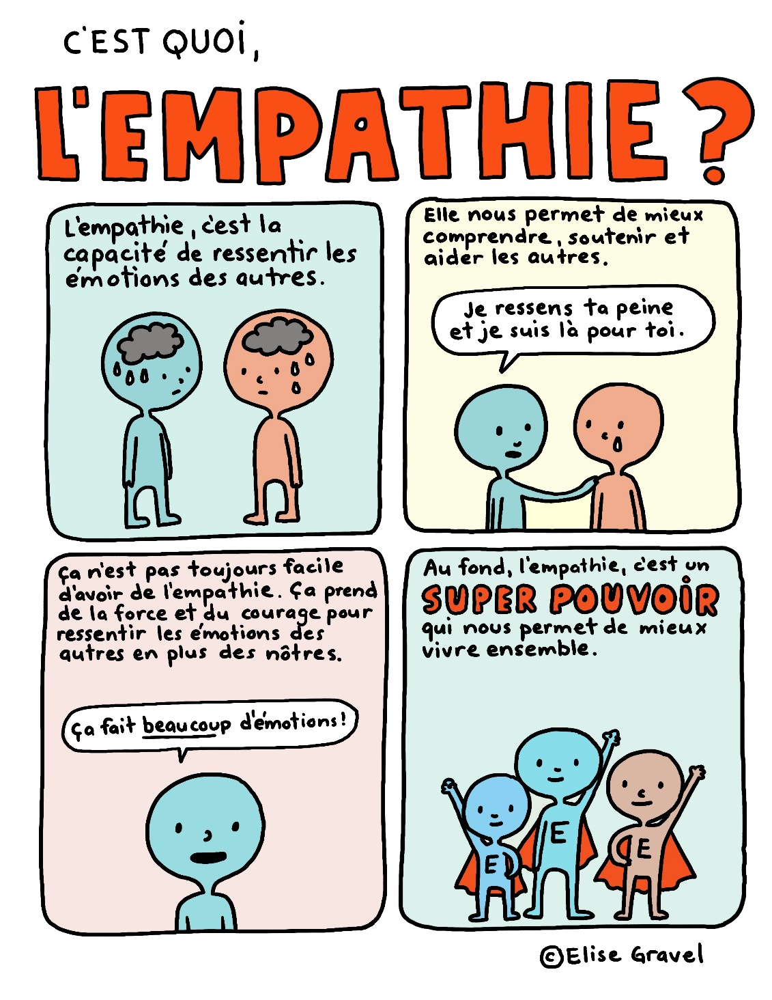 C'EST QUOI,
L'EMPATHIE?
L'empathie, c'est la
capacité de ressentir les
émotions des autres.
Elle nous permet de mieux
comprendre, soutenir et
aider les autres.
Je ressens ta peine
et je suis là pour toi.
Ça n'est pas toujours facile
d'avoir de l'empathie. Ça prend
de la force et du courage pour
ressentir les émotions des
autres en plus des nôtres.
Ça fait beaucoup d'émotions!
Au fond, l'empathie, c'est un
SUPER POUVOIR
qui nous permet de mieux
vivre ensemble.
E
E
E
©Elise Gravel